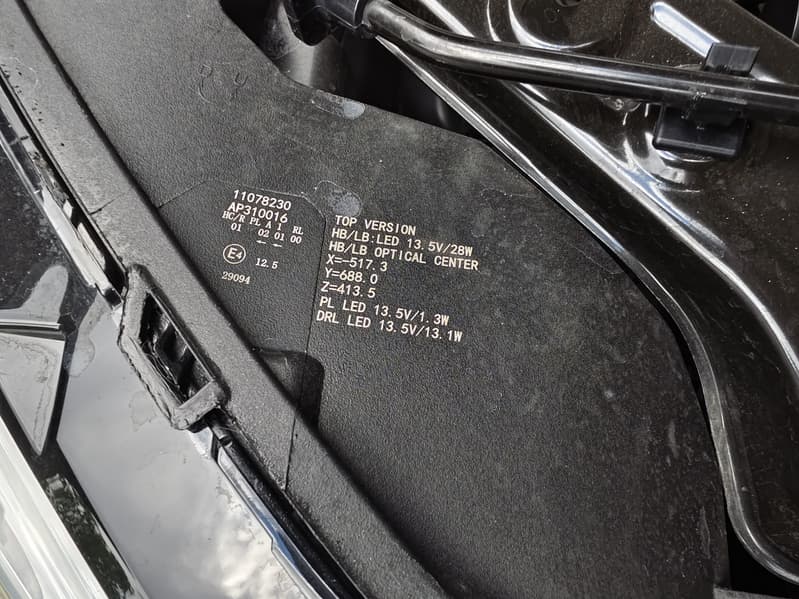 11078230
AP310016
HC/R PL A 1 RL
01 02 01 00
← ←
E4 12.5
29094
TOP VERSION
HB/LB:LED 13.5V/28W
HB/LB OPTICAL CENTER
X=-517.3
Y=688.0
Z=413.5
PL LED 13.5V/1.3W
DRL LED 13.5V/13.1W